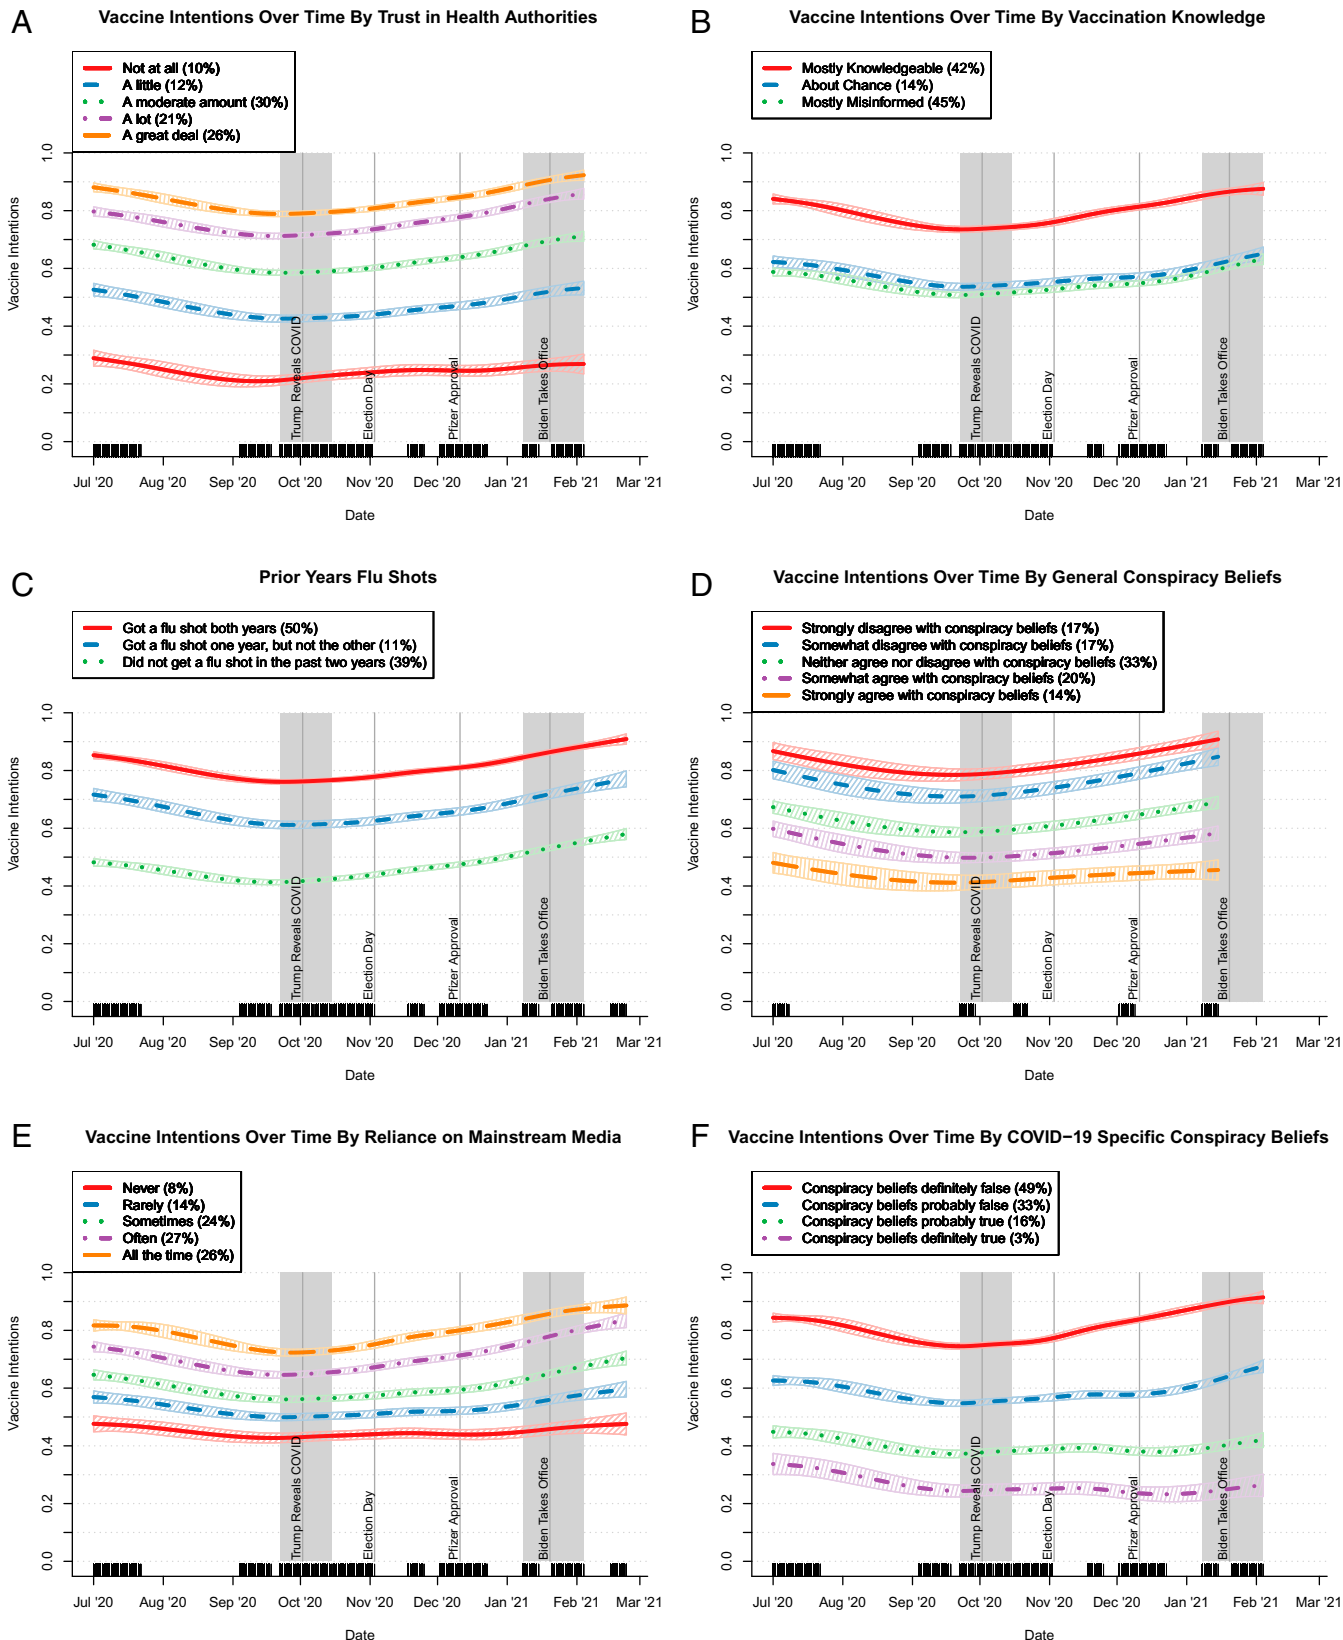 A
Vaccine Intentions Over Time By Trust in Health Authorities
Not at all (10%)
A little (12%)
A moderate amount (30%)
A lot (21%)
A great deal (26%)
Vaccine Intentions
1.0
0.8
0.6
0.4
0.2
0.0
Trump Reveals COVID
Election Day
Pfizer Approval
Biden Takes Office
Jul '20 Aug '20 Sep '20 Oct '20 Nov '20 Dec '20 Jan '21 Feb '21 Mar '21
Date
B
Vaccine Intentions Over Time By Vaccination Knowledge
Mostly Knowledgeable (42%)
About Chance (14%)
Mostly Misinformed (45%)
Vaccine Intentions
1.0
0.8
0.6
0.4
0.2
0.0
Trump Reveals COVID
Election Day
Pfizer Approval
Biden Takes Office
Jul '20 Aug '20 Sep '20 Oct '20 Nov '20 Dec '20 Jan '21 Feb '21 Mar '21
Date
C
Prior Years Flu Shots
Got a flu shot both years (50%)
Got a flu shot one year, but not the other (11%)
Did not get a flu shot in the past two years (39%)
Vaccine Intentions
1.0
0.8
0.6
0.4
0.2
0.0
Trump Reveals COVID
Election Day
Pfizer Approval
Biden Takes Office
Jul '20 Aug '20 Sep '20 Oct '20 Nov '20 Dec '20 Jan '21 Feb '21 Mar '21
Date
D
Vaccine Intentions Over Time By General Conspiracy Beliefs
Strongly disagree with conspiracy beliefs (17%)
Somewhat disagree with conspiracy beliefs (17%)
Neither agree nor disagree with conspiracy beliefs (33%)
Somewhat agree with conspiracy beliefs (20%)
Strongly agree with conspiracy beliefs (14%)
Vaccine Intentions
1.0
0.8
0.6
0.4
0.2
0.0
Trump Reveals COVID
Election Day
Pfizer Approval
Biden Takes Office
Jul '20 Aug '20 Sep '20 Oct '20 Nov '20 Dec '20 Jan '21 Feb '21 Mar '21
Date
E
Vaccine Intentions Over Time By Reliance on Mainstream Media
Never (8%)
Rarely (14%)
Sometimes (24%)
Often (27%)
All the time (26%)
Vaccine Intentions
1.0
0.8
0.6
0.4
0.2
0.0
Trump Reveals COVID
Election Day
Pfizer Approval
Biden Takes Office
Jul '20 Aug '20 Sep '20 Oct '20 Nov '20 Dec '20 Jan '21 Feb '21 Mar '21
Date
F
Vaccine Intentions Over Time By COVID−19 Specific Conspiracy Beliefs
Conspiracy beliefs definitely false (49%)
Conspiracy beliefs probably false (33%)
Conspiracy beliefs probably true (16%)
Conspiracy beliefs definitely true (3%)
Vaccine Intentions
1.0
0.8
0.6
0.4
0.2
0.0
Trump Reveals COVID
Election Day
Pfizer Approval
Biden Takes Office
Jul '20 Aug '20 Sep '20 Oct '20 Nov '20 Dec '20 Jan '21 Feb '21 Mar '21
Date